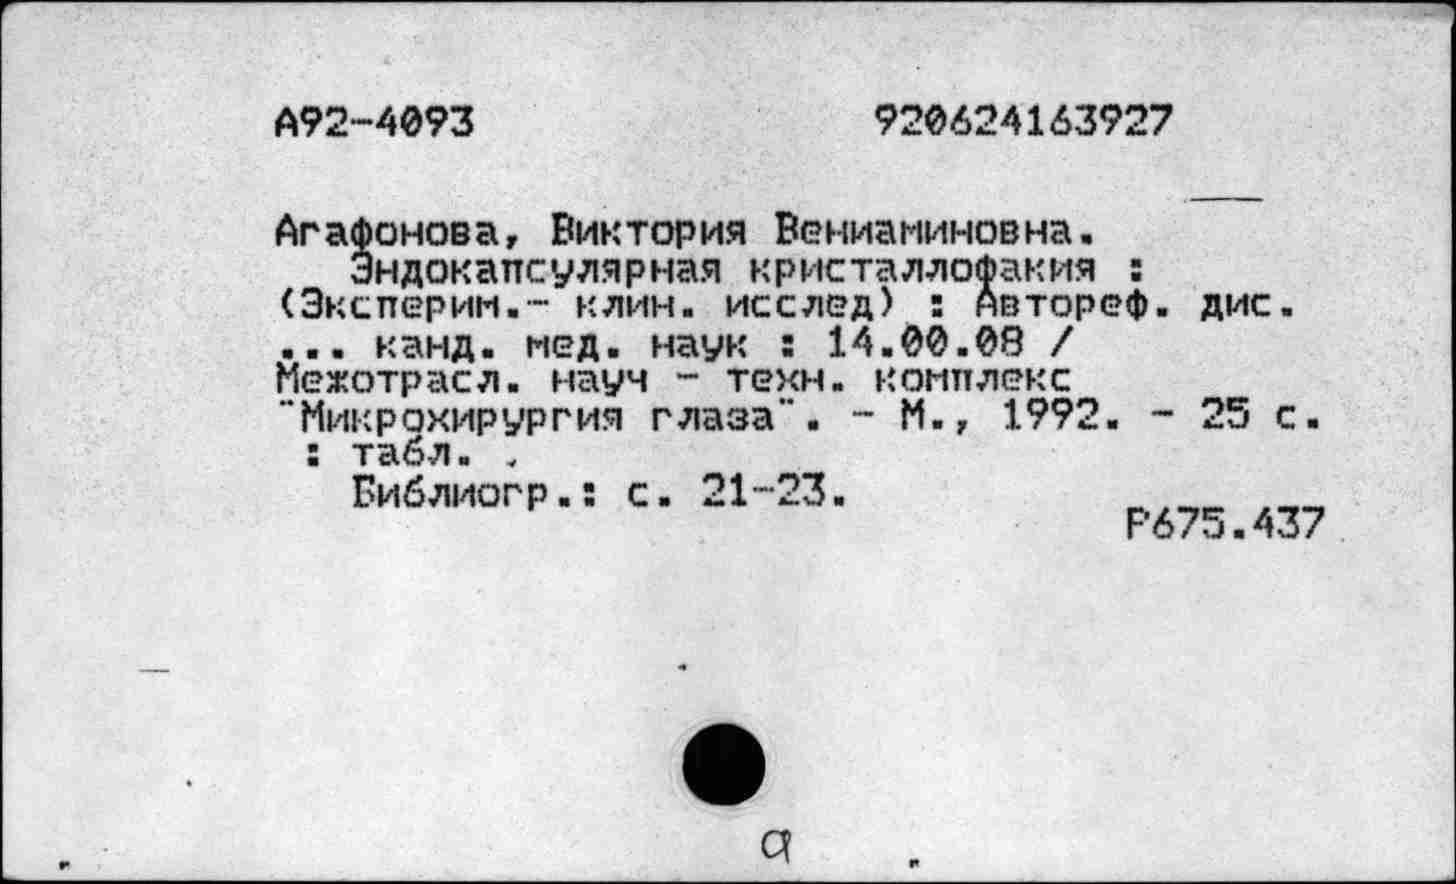 А92-4093 920624163927
Агафонова, Виктория Вениаминовна.
Эндокапсулярная кристаллофакия :
(Эксперим.- клин. исслед) : Автореф. дис.
... канд. мед. наук : 14.00.08 /
Межотрасл. науч - техн. комплекс
"Микрохирургия глаза". - М., 1992. - 25 с.
: табл. .
Библиогр.: с. 21-23.
Р675.437